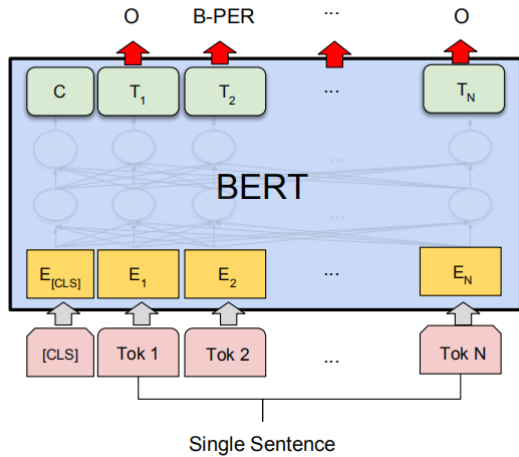 O B-PER ... O
C T1 T2 ... TN
...
BERT
...
E[CLS] E1 E2 ... EN
[CLS] Tok 1 Tok 2 ... Tok N
Single Sentence